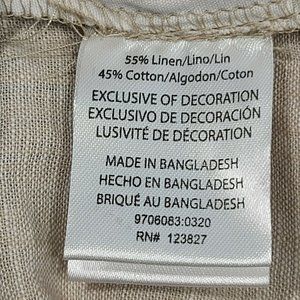 55% Linen/Lino/Lin
45% Cotton/Algodon/Coton
EXCLUSIVE OF DECORATION
EXCLUSIVO DE DECORACIÓN
LUSIVITÉ DE DÉCORATION
MADE IN BANGLADESH
HECHO EN BANGLADESH
BRIQUÉ AU BANGLADESH
9706083:0320
RN# 123827